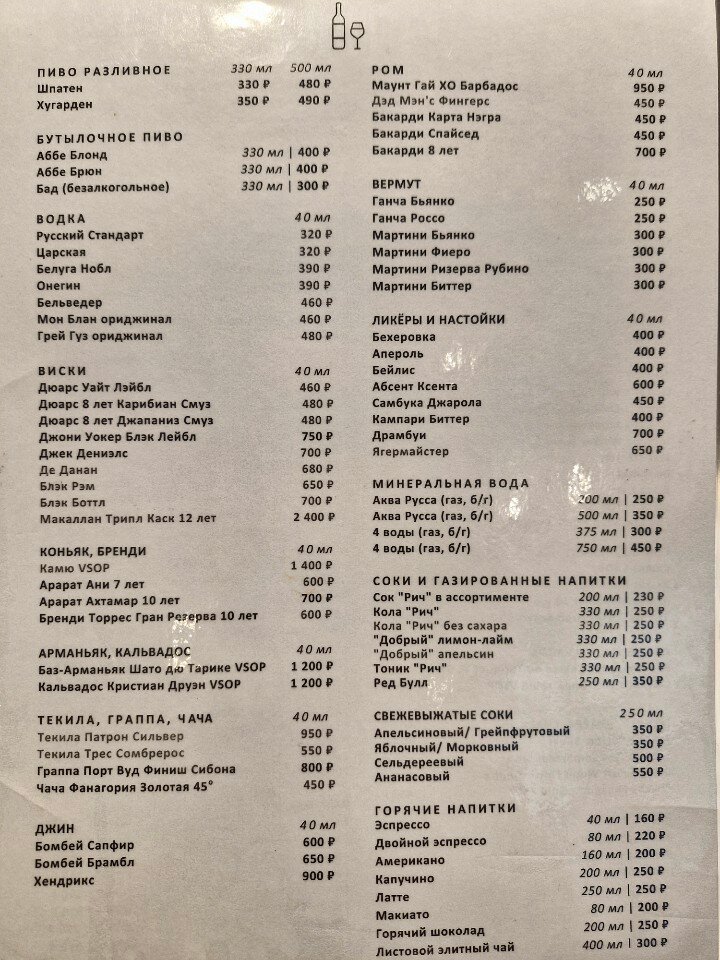 ПИВО РАЗЛИВНОЕ 330 мл 500 мл
Шпатен 330 ₽ 480 ₽
Хугарден 350 ₽ 490 ₽
БУТЫЛОЧНОЕ ПИВО
Аббе Блонд 330 мл | 400 ₽
Аббе Брюн 330 мл | 400 ₽
Бад (безалкогольное) 330 мл | 300 ₽
ВОДКА 40 мл
Русский Стандарт 320 ₽
Царская 320 ₽
Белуга Нобл 390 ₽
Онегин 390 ₽
Бельведер 460 ₽
Мон Блан ориджинал 460 ₽
Грей Гуз ориджинал 480 ₽
ВИСКИ 40 мл
Дюарс Уайт Лэйбл 460 ₽
Дюарс 8 лет Карибиан Смуз 480 ₽
Дюарс 8 лет Джапаниз Смуз 480 ₽
Джони Уокер Блэк Лейбл 750 ₽
Джек Дениэлс 700 ₽
Де Данан 680 ₽
Блэк Рэм 650 ₽
Блэк Боттл 700 ₽
Макаллан Трипл Каск 12 лет 2 400 ₽
КОНЬЯК, БРЕНДИ 40 мл
Камю VSOP 1 400 ₽
Арарат Ани 7 лет 600 ₽
Арарат Ахтамар 10 лет 700 ₽
Бренди Торрес Гран Резерва 10 лет 600 ₽
АРМАНЬЯК, КАЛЬВАДОС 40 мл
Баз-Арманьяк Шато дю Тарике VSOP 1 200 ₽
Кальвадос Кристиан Друэн VSOP 1 200 ₽
ТЕКИЛА, ГРАППА, ЧАЧА 40 мл
Текила Патрон Сильвер 950 ₽
Текила Трес Сомбрерос 550 ₽
Граппа Порт Вуд Финиш Сибона 800 ₽
Чача Фанагория Золотая 45° 450 ₽
ДЖИН 40 мл
Бомбей Сапфир 600 ₽
Бомбей Брамбл 650 ₽
Хендрикс 900 ₽
РОМ 40 мл
Маунт Гай ХО Барбадос 950 ₽
Дэд Мэн'с Фингерс 450 ₽
Бакарди Карта Нэгра 450 ₽
Бакарди Спайсед 450 ₽
Бакарди 8 лет 700 ₽
ВЕРМУТ 40 мл
Ганча Бьянко 250 ₽
Ганча Россо 250 ₽
Мартини Бьянко 300 ₽
Мартини Фиеро 300 ₽
Мартини Ризерва Рубино 300 ₽
Мартини Биттер 300 ₽
ЛИКЁРЫ И НАСТОЙКИ 40 мл
Бехеровка 400 ₽
Апероль 400 ₽
Бейлис 400 ₽
Абсент Ксента 600 ₽
Самбука Джарола 450 ₽
Кампари Биттер 400 ₽
Драмбуи 700 ₽
Ягермайстер 650 ₽
МИНЕРАЛЬНАЯ ВОДА
Аква Русса (газ, б/г) 200 мл | 250 ₽
Аква Русса (газ, б/г) 500 мл | 350 ₽
4 воды (газ, б/г) 375 мл | 300 ₽
4 воды (газ, б/г) 750 мл | 450 ₽
СОКИ И ГАЗИРОВАННЫЕ НАПИТКИ
Сок "Рич" в ассортименте 200 мл | 230 ₽
Кола "Рич" 330 мл | 250 ₽
Кола "Рич" без сахара 330 мл | 250 ₽
"Добрый" лимон-лайм 330 мл | 250 ₽
"Добрый" апельсин 330 мл | 250 ₽
Тоник "Рич" 330 мл | 250 ₽
Ред Булл 250 мл | 350 ₽
СВЕЖЕВЫЖАТЫЕ СОКИ 250 мл
Апельсиновый/ Грейпфрутовый 350 ₽
Яблочный/ Морковный 350 ₽
Сельдереевый 500 ₽
Ананасовый 550 ₽
ГОРЯЧИЕ НАПИТКИ
Эспрессо 40 мл | 160 ₽
Двойной эспрессо 80 мл | 220 ₽
Американо 160 мл | 200 ₽
Капучино 200 мл | 250 ₽
Латте 250 мл | 250 ₽
Макиато 80 мл | 200 ₽
Горячий шоколад 200 мл | 250 ₽
Листовой элитный чай 400 мл | 300 ₽